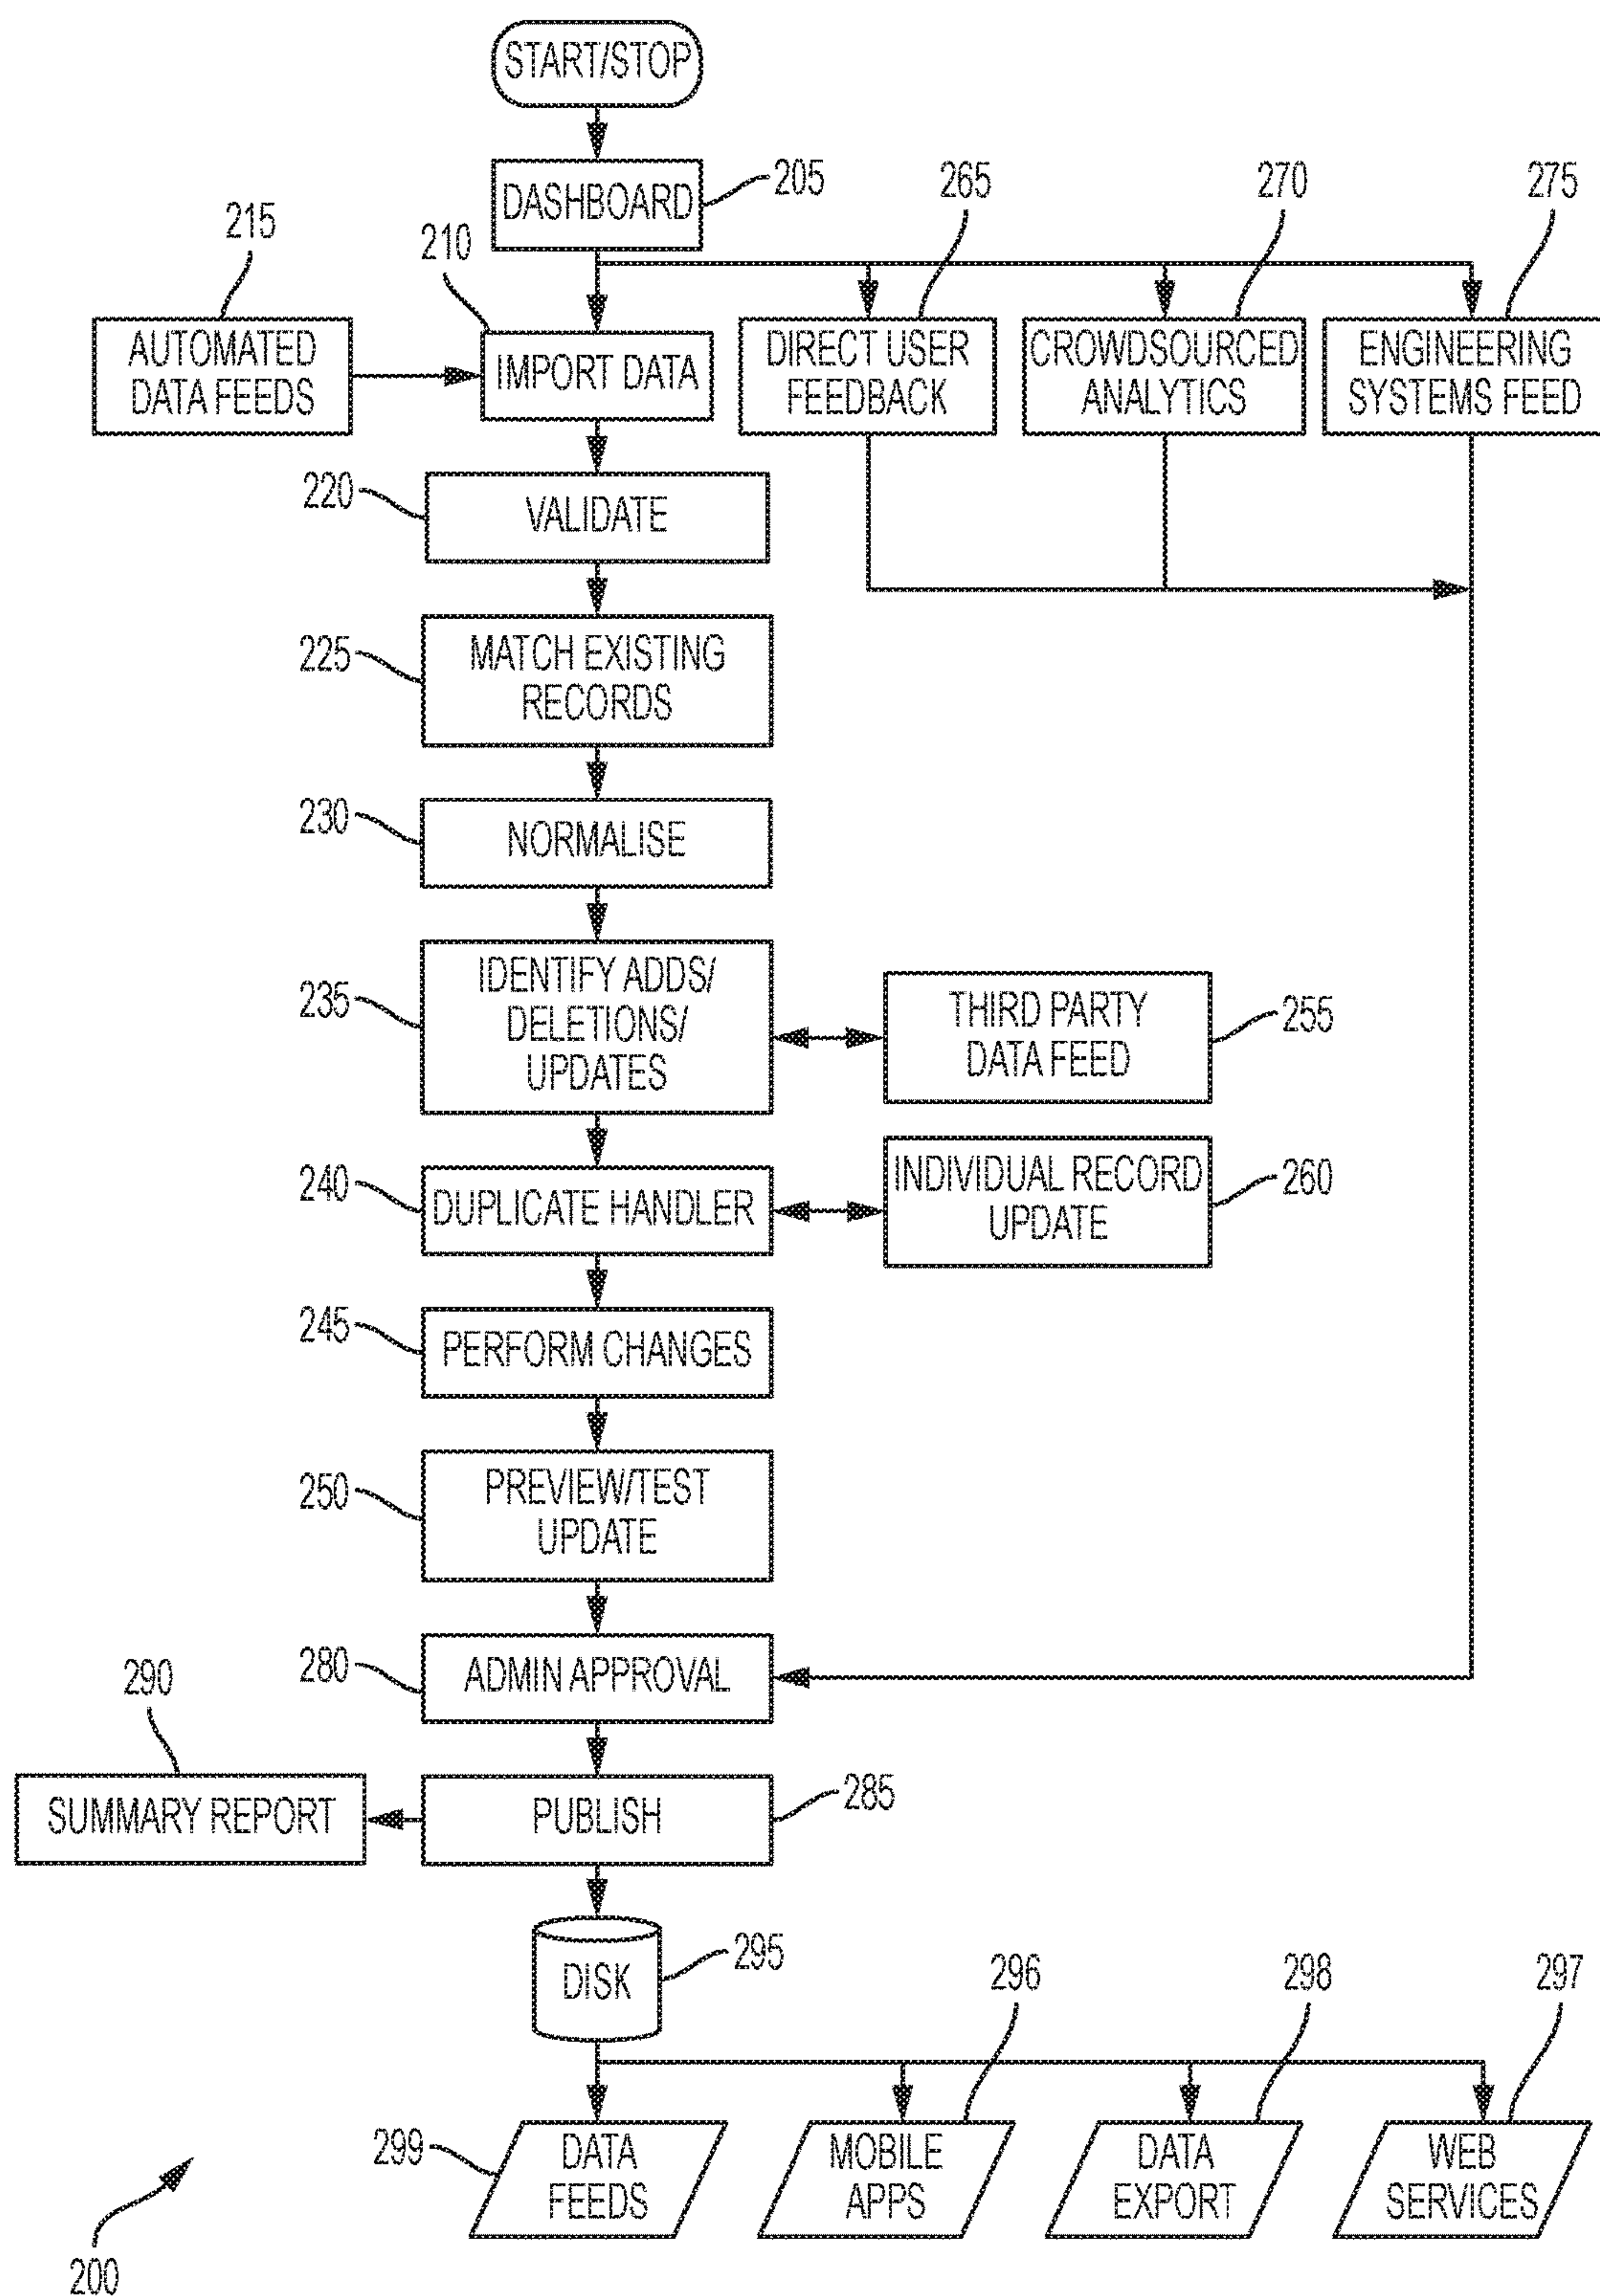 START/STOP
DASHBOARD
205
265
270
275
215
210
AUTOMATED
DATA FEEDS
IMPORT DATA
DIRECT USER
FEEDBACK
CROWDSOURCED
ANALYTICS
ENGINEERING
SYSTEMS FEED
220
VALIDATE
225
MATCH EXISTING
RECORDS
230
NORMALISE
235
IDENTIFY ADDS/
DELETIONS/
UPDATES
THIRD PARTY
DATA FEED
255
240
DUPLICATE HANDLER
INDIVIDUAL RECORD
UPDATE
260
245
PERFORM CHANGES
250
PREVIEW/TEST
UPDATE
280
ADMIN APPROVAL
290
SUMMARY REPORT
PUBLISH
285
DISK
295
296
298
297
299
DATA
FEEDS
MOBILE
APPS
DATA
EXPORT
WEB
SERVICES
200